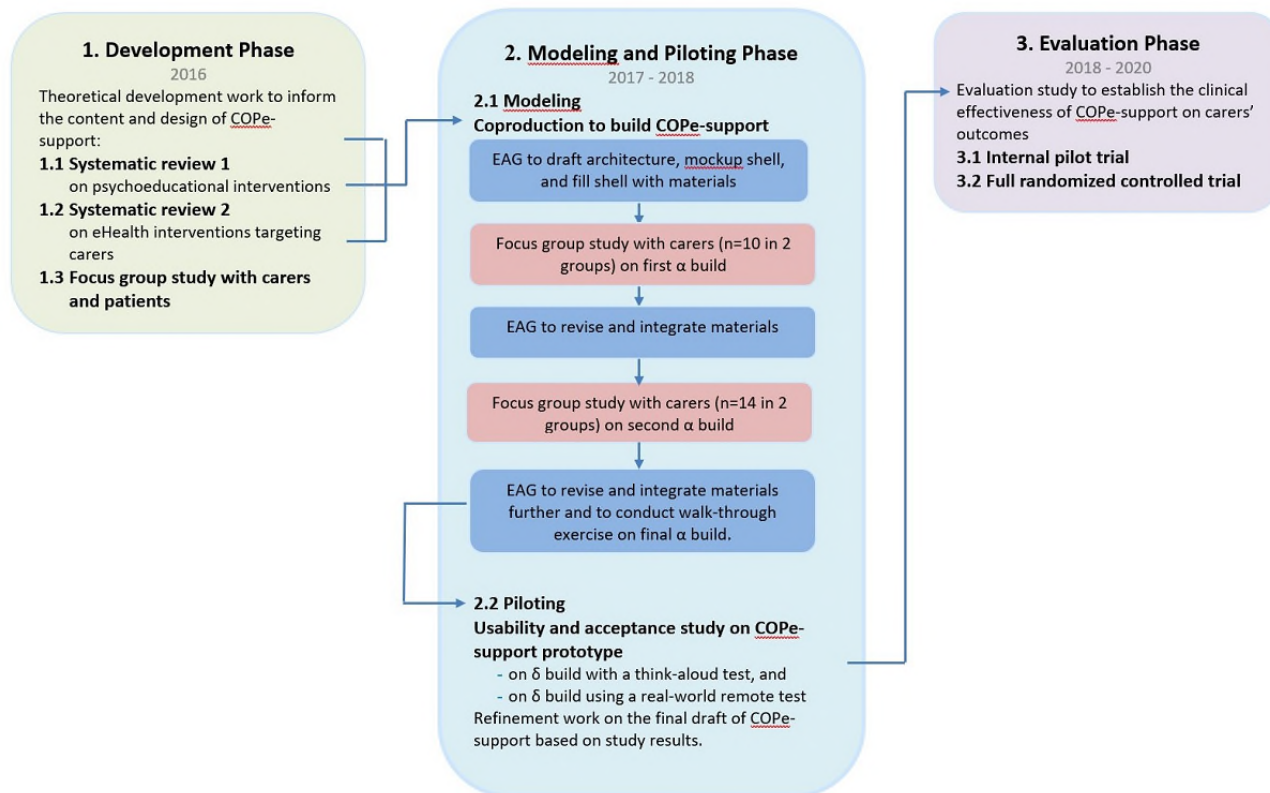 1. Development Phase
2016
Theoretical development work to inform
the content and design of COPe-
support:
1.1 Systematic review 1
on psychoeducational interventions
1.2 Systematic review 2
on eHealth interventions targeting
carers
1.3 Focus group study with carers
and patients
2. Modeling and Piloting Phase
2017 - 2018
2.1 Modeling
Coproduction to build COPe-support
EAG to draft architecture, mockup shell,
and fill shell with materials
Focus group study with carers (n=10 in 2
groups) on first α build
EAG to revise and integrate materials
Focus group study with carers (n=14 in 2
groups) on second α build
EAG to revise and integrate materials
further and to conduct walk-through
exercise on final α build.
2.2 Piloting
Usability and acceptance study on COPe-
support prototype
- on δ build with a think-aloud test, and
- on δ build using a real-world remote test
Refinement work on the final draft of COPe-
support based on study results.
3. Evaluation Phase
2018 - 2020
Evaluation study to establish the clinical
effectiveness of COPe-support on carers’
outcomes
3.1 Internal pilot trial
3.2 Full randomized controlled trial